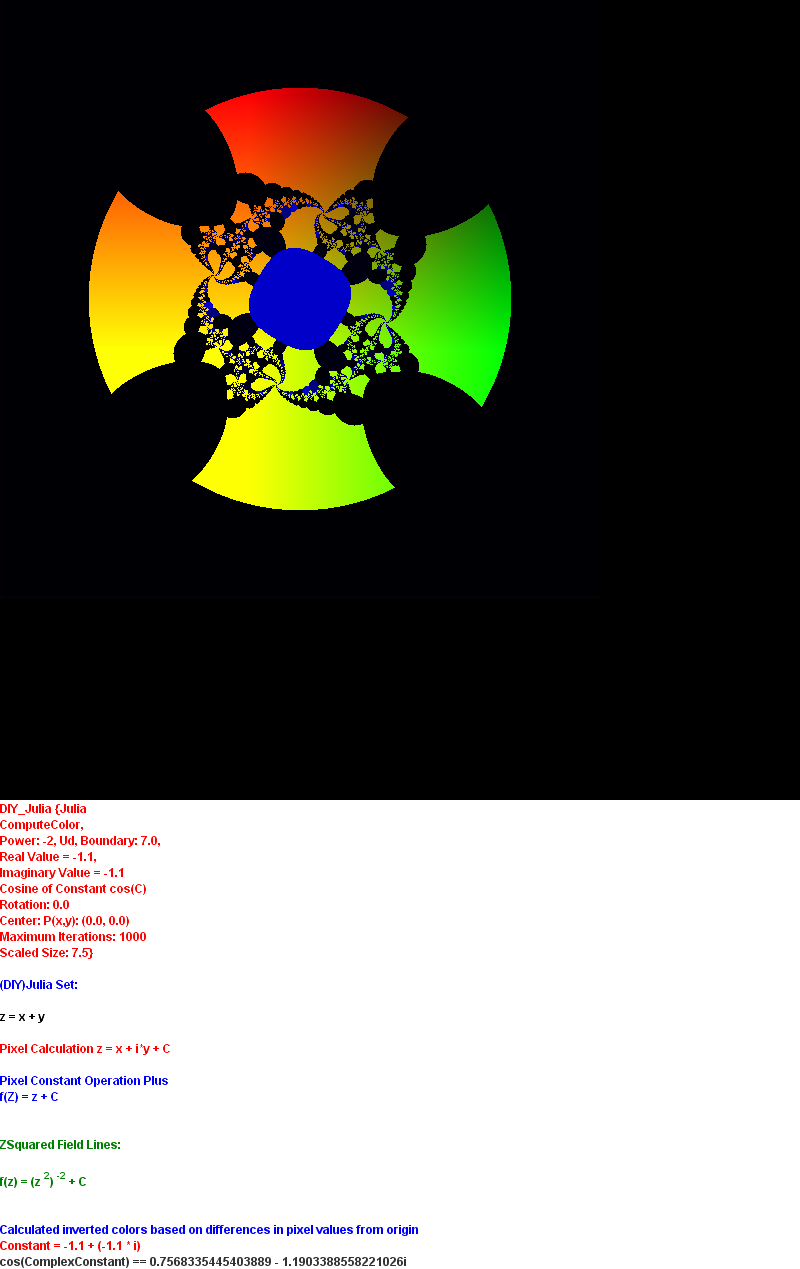 DIY_Julia {Julia
ComputeColor,
Power: -2, Ud, Boundary: 7.0,
Real Value = -1.1,
Imaginary Value = -1.1
Cosine of Constant cos(C)
Rotation: 0.0
Center: P(x,y): (0.0, 0.0)
Maximum Iterations: 1000
Scaled Size: 7.5}
(DIY)Julia Set:
z = x + y
Pixel Calculation z = x + i*y + C
Pixel Constant Operation Plus
f(Z) = z + C
ZSquared Field Lines:
f(z) = (z 2) -2 + C
Calculated inverted colors based on differences in pixel values from origin
Constant = -1.1 + (-1.1 * i)
cos(ComplexConstant) == 0.7568335445403889 - 1.1903388558221026i